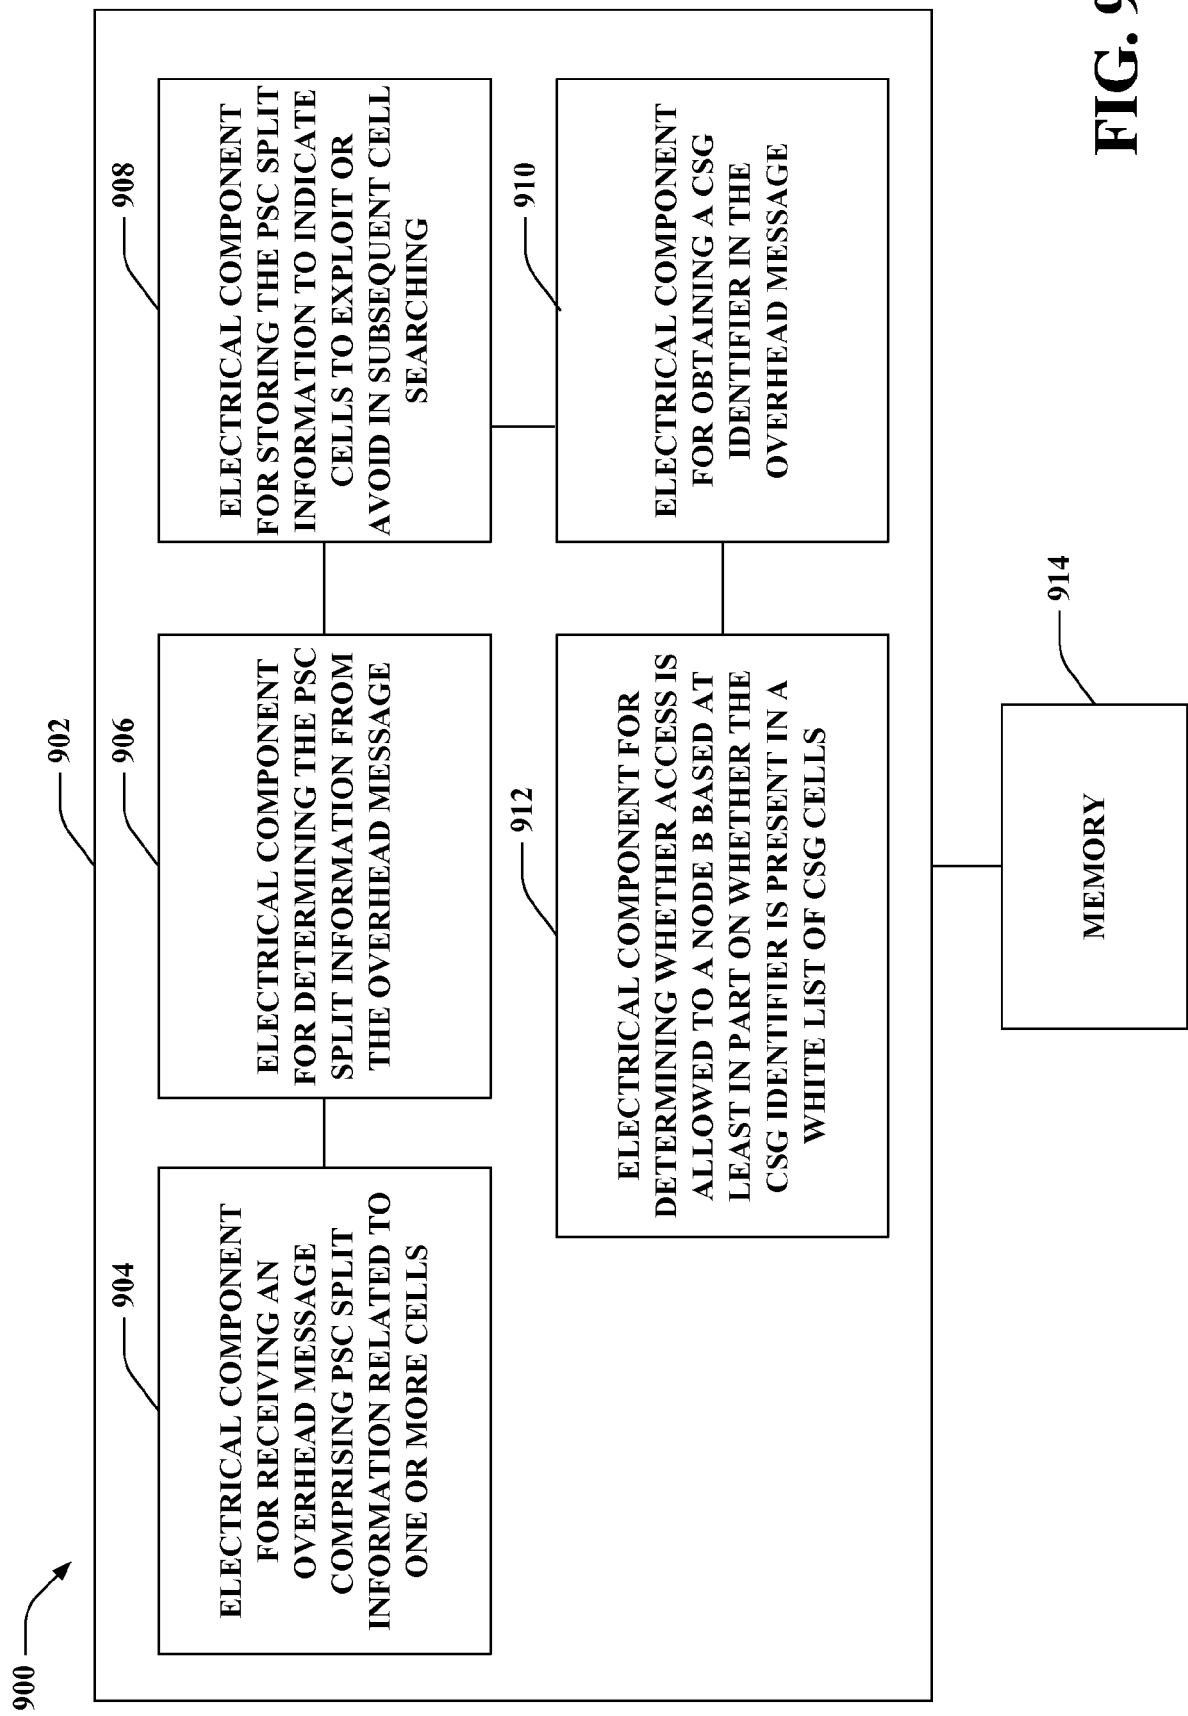 900
902
904
ELECTRICAL COMPONENT
FOR RECEIVING AN
OVERHEAD MESSAGE
COMPRISING PSC SPLIT
INFORMATION RELATED TO
ONE OR MORE CELLS
906
ELECTRICAL COMPONENT
FOR DETERMINING THE PSC
SPLIT INFORMATION FROM
THE OVERHEAD MESSAGE
908
ELECTRICAL COMPONENT
FOR STORING THE PSC SPLIT
INFORMATION TO INDICATE
CELLS TO EXPLOIT OR
AVOID IN SUBSEQUENT CELL
SEARCHING
912
ELECTRICAL COMPONENT FOR
DETERMINING WHETHER ACCESS IS
ALLOWED TO A NODE B BASED AT
LEAST IN PART ON WHETHER THE
CSG IDENTIFIER IS PRESENT IN A
WHITE LIST OF CSG CELLS
910
ELECTRICAL COMPONENT
FOR OBTAINING A CSG
IDENTIFIER IN THE
OVERHEAD MESSAGE
914
MEMORY
FIG. 9